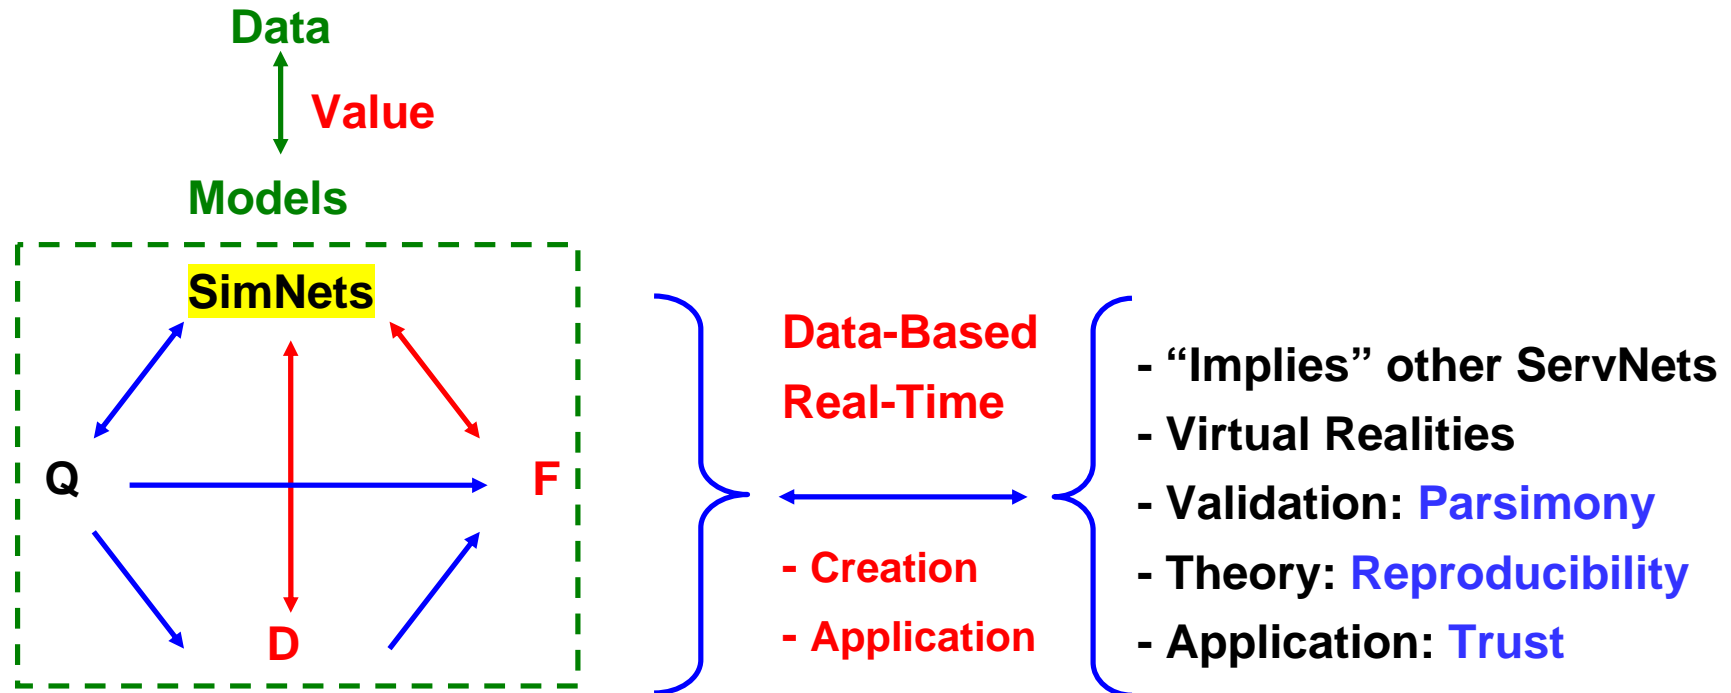 Data
Value
Models
SimNets
Q
F
D
Data-Based
Real-Time
- Creation
- Application
- “Implies” other ServNets
- Virtual Realities
- Validation: Parsimony
- Theory: Reproducibility
- Application: Trust